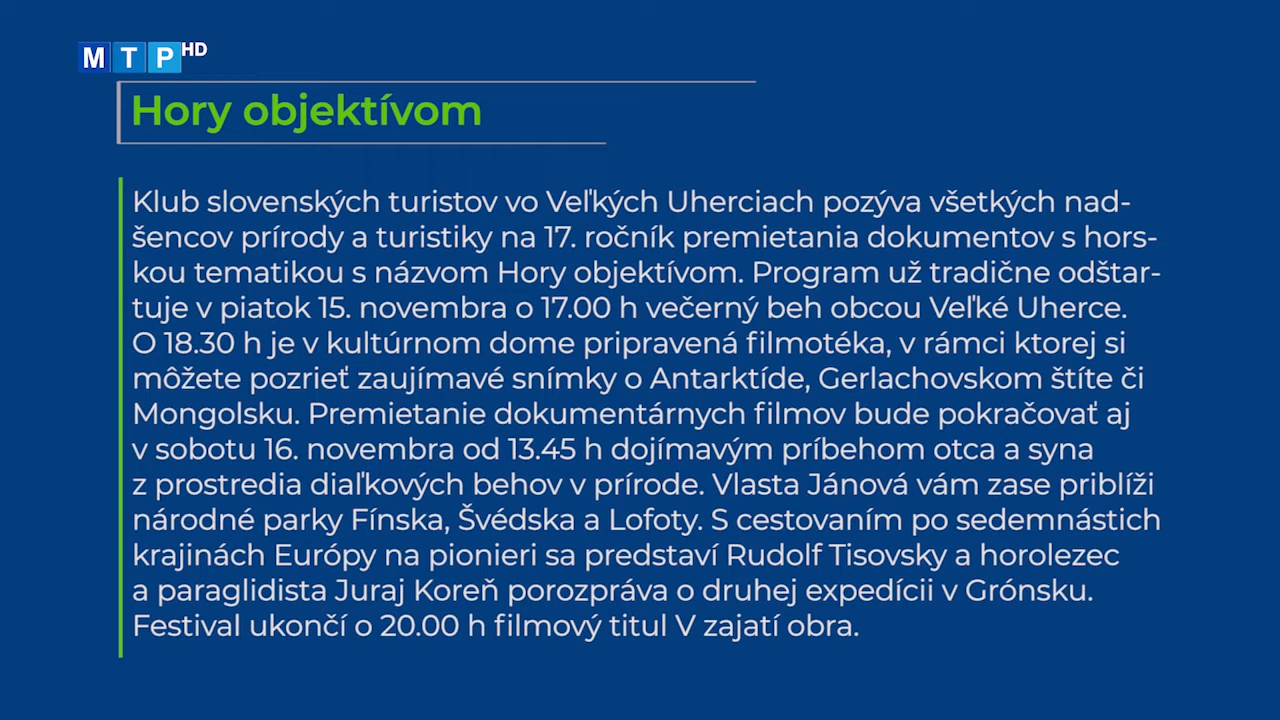 MTP HD
Hory objektívom
Klub slovenských turistov vo Veľkých Uherciach pozýva všetkých nad-
šencov prírody a turistiky na 17. ročník premietania dokumentov s hors-
kou tematikou s názvom Hory objektívom. Program už tradične odštar-
tuje v piatok 15. novembra o 17.00 h večerný beh obcou Veľké Uherce.
O 18.30 h je v kultúrnom dome pripravená filmotéka, v rámci ktorej si
môžete pozrieť zaujímavé snímky o Antarktíde, Gerlachovskom štíte či
Mongolsku. Premietanie dokumentárnych filmov bude pokračovať aj
v sobotu 16. novembra od 13.45 h dojímavým príbehom otca a syna
z prostredia diaľkových behov v prírode. Vlasta Jánová vám zase priblíži
národné parky Fínska, Švédska a Lofoty. S cestovaním po sedemnástich
krajinách Európy na pionieri sa predstaví Rudolf Tisovsky a horolezec
a paraglidista Juraj Koreň porozpráva o druhej expedícii v Grónsku.
Festival ukončí o 20.00 h filmový titul V zajatí obra.